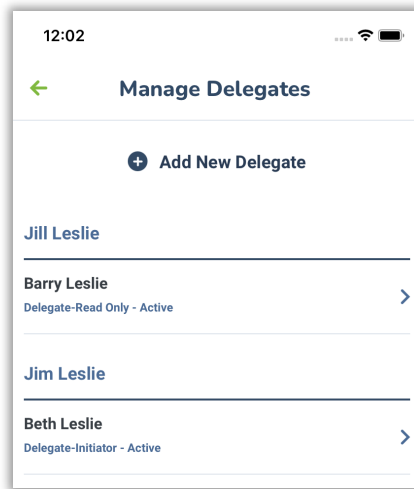 12:02
Manage Delegates
Add New Delegate
Jill Leslie
Barry Leslie
Delegate-Read Only - Active
Jim Leslie
Beth Leslie
Delegate-Initiator - Active